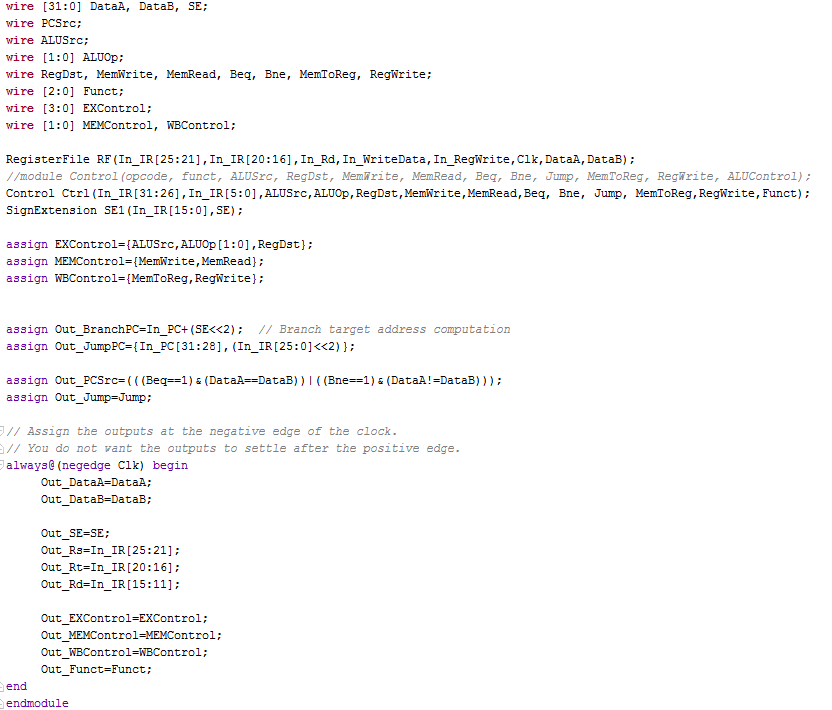 wire [31:0] DataA, DataB, SE;
wire PCSrc;
wire ALUSrc;
wire [1:0] ALUOp;
wire RegDst, MemWrite, MemRead, Beq, Bne, MemToReg, RegWrite;
wire [2:0] Funct;
wire [3:0] EXControl;
wire [1:0] MEMControl, WBControl;
RegisterFile RF(In_IR[25:21],In_IR[20:16],In_Rd,In_WriteData,In_RegWrite,Clk,DataA,DataB);
//module Control(opcode, funct, ALUSrc, RegDst, MemWrite, MemRead, Beq, Bne, Jump, MemToReg, RegWrite, ALUControl);
Control Ctrl(In_IR[31:26],In_IR[5:0],ALUSrc,ALUOp,RegDst,MemWrite,MemRead,Beq, Bne, Jump, MemToReg,RegWrite,Funct);
SignExtension SE1(In_IR[15:0],SE);
assign EXControl={ALUSrc,ALUOp[1:0],RegDst};
assign MEMControl={MemWrite,MemRead};
assign WBControl={MemToReg,RegWrite};
assign Out_BranchPC=In_PC+(SE<<2);  // Branch target address computation
assign Out_JumpPC={In_PC[31:28],(In_IR[25:0]<<2)};
assign Out_PCSrc=(((Beq==1)&(DataA==DataB))|((Bne==1)&(DataA!=DataB)));
assign Out_Jump=Jump;
// Assign the outputs at the negative edge of the clock.
// You do not want the outputs to settle after the positive edge.
always@(negedge Clk) begin
Out_DataA=DataA;
Out_DataB=DataB;
Out_SE=SE;
Out_Rs=In_IR[25:21];
Out_Rt=In_IR[20:16];
Out_Rd=In_IR[15:11];
Out_EXControl=EXControl;
Out_MEMControl=MEMControl;
Out_WBControl=WBControl;
Out_Funct=Funct;
end
endmodule